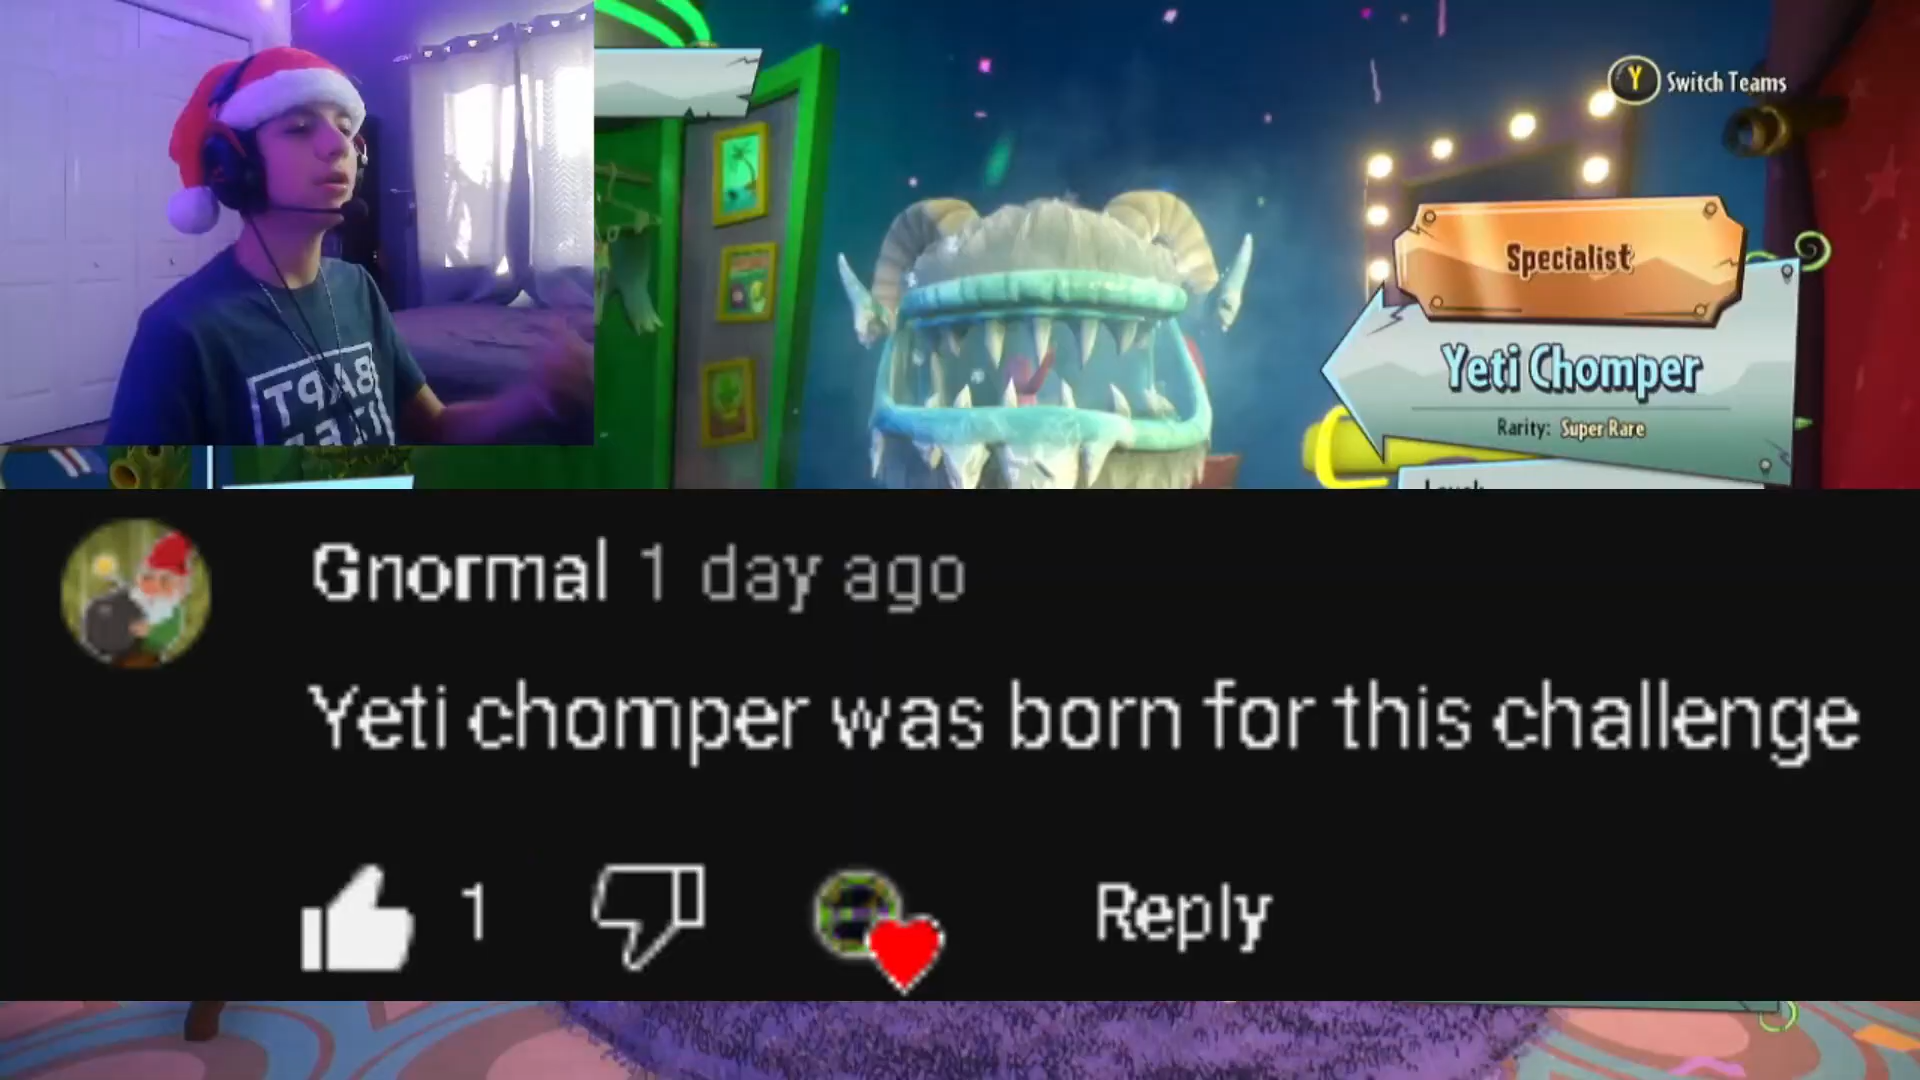 Y Switch Teams
Specialist
Yeti Chomper
Rarity: Super Rare
Gnormal 1 day ago
Yeti chomper was born for this challenge
1
Reply